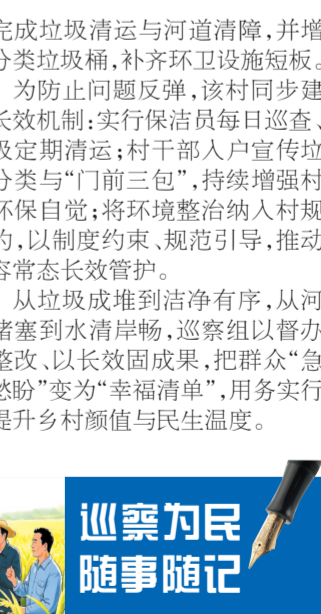 完成垃圾清运与河道清障，并增
分类垃圾桶，补齐环卫设施短板。
为防止问题反弹，该村同步建
长效机制：实行保洁员每日巡查、
圾定期清运；村干部入户宣传垃
分类与“门前三包”，持续增强村
环保自觉；将环境整治纳入村规
约，以制度约束、规范引导，推动
容常态长效管护。
从垃圾成堆到洁净有序，从河
堵塞到水清岸畅，巡察组以督办
整改、以长效固成果，把群众“急
愁盼”变为“幸福清单”，用务实行
提升乡村颜值与民生温度。
巡察为民
随事随记